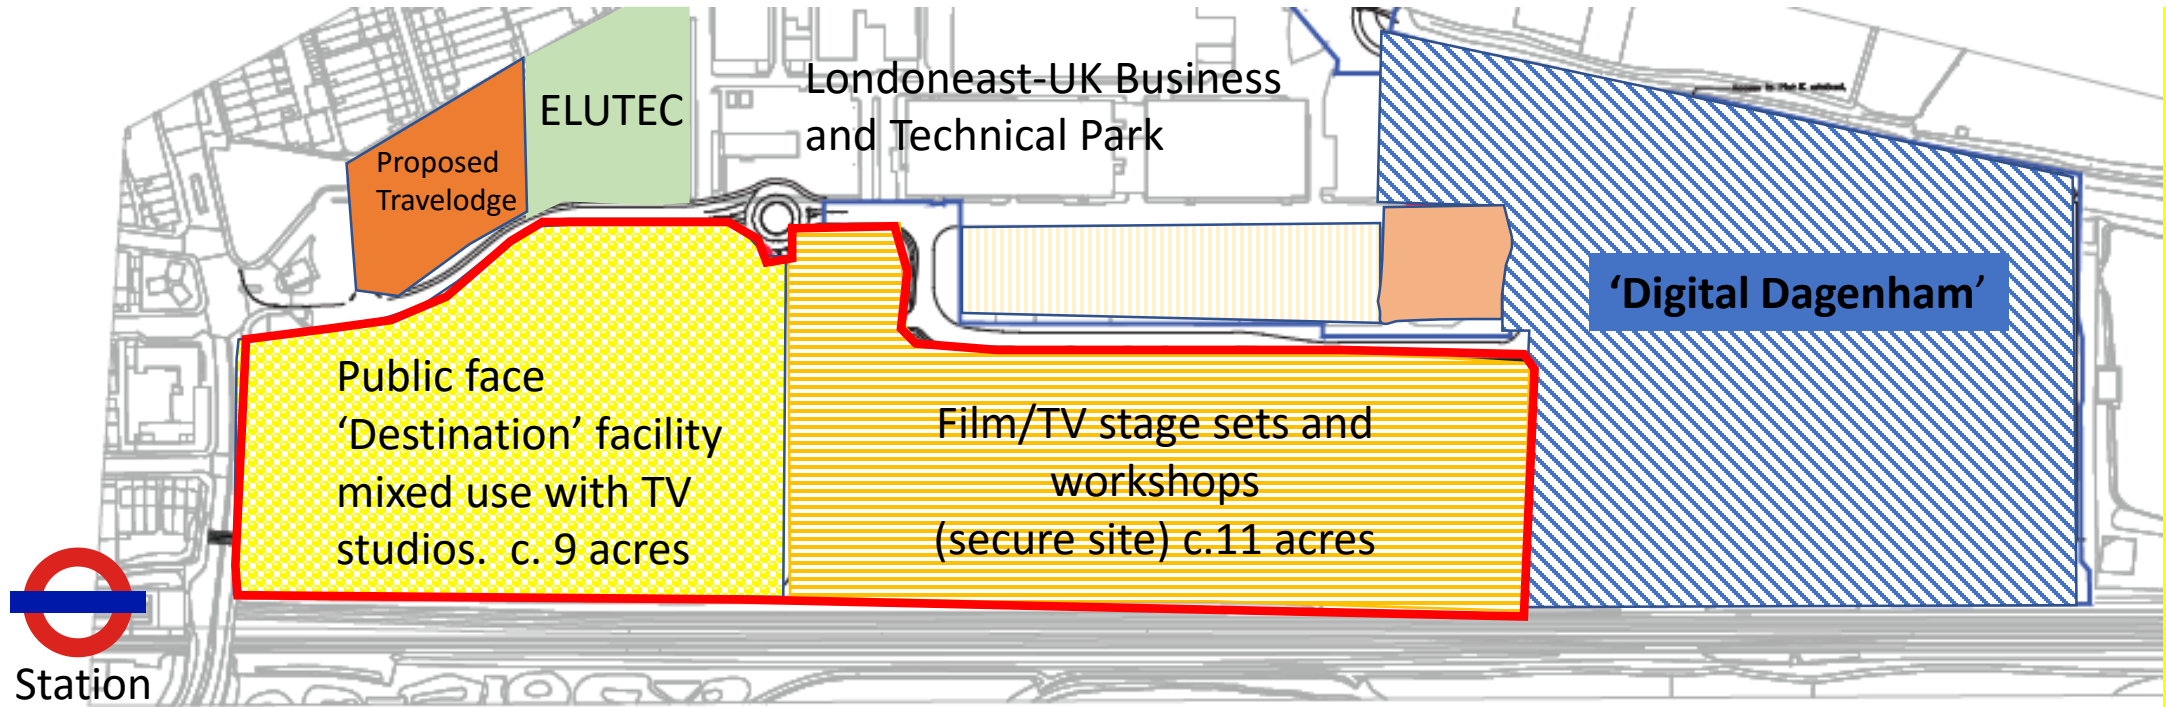 Londoneast-UK Business
and Technical Park
ELUTEC
Proposed
Travelodge
‘Digital Dagenham’
Public face
‘Destination’ facility
mixed use with TV
studios. c. 9 acres
Film/TV stage sets and
workshops
(secure site) c.11 acres
Station